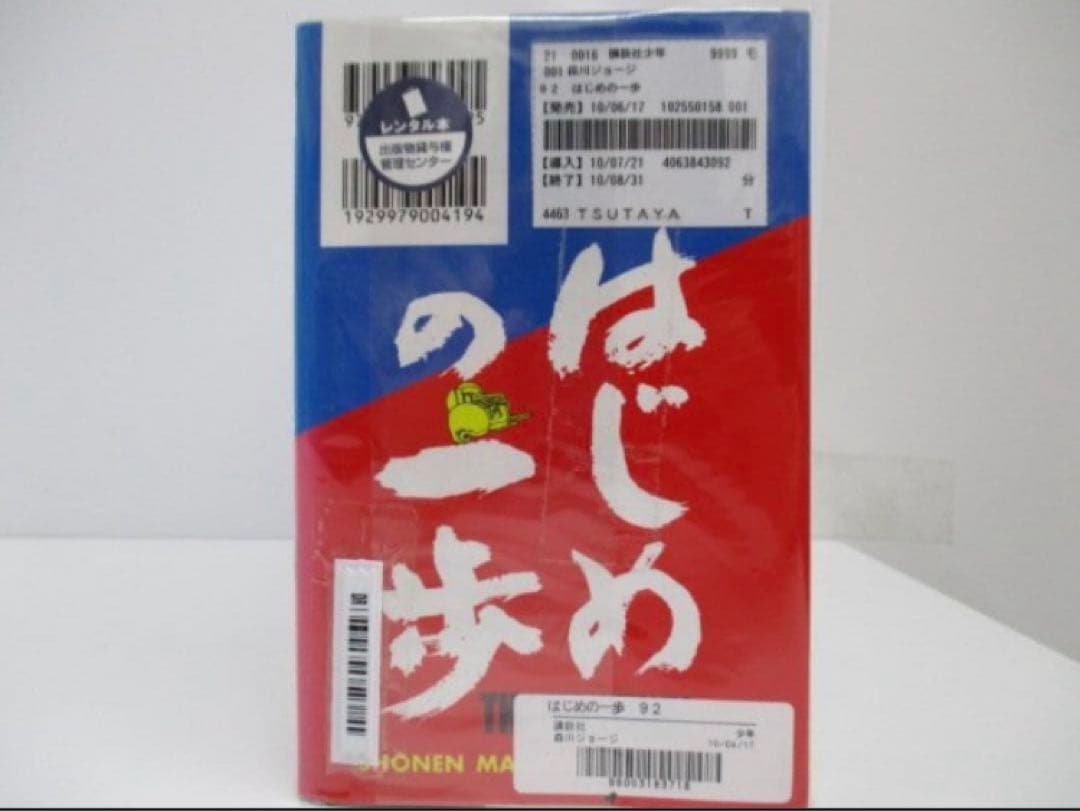 レンタル本
出版物貸与権
管理センター
1929979004194
21 0016 講談社少年 9999 モ
001 森川ジョージ
92 はじめの一歩
【発売】10/06/17 102550158 001
【導入】10/07/21 4063843092
【終了】10/08/31 分
4463 TSUTAYA T
はじめ
の一歩
TH
SHŌNEN MA
はじめの一歩 92
講談社 少年
森川ジョージ 10/06/17